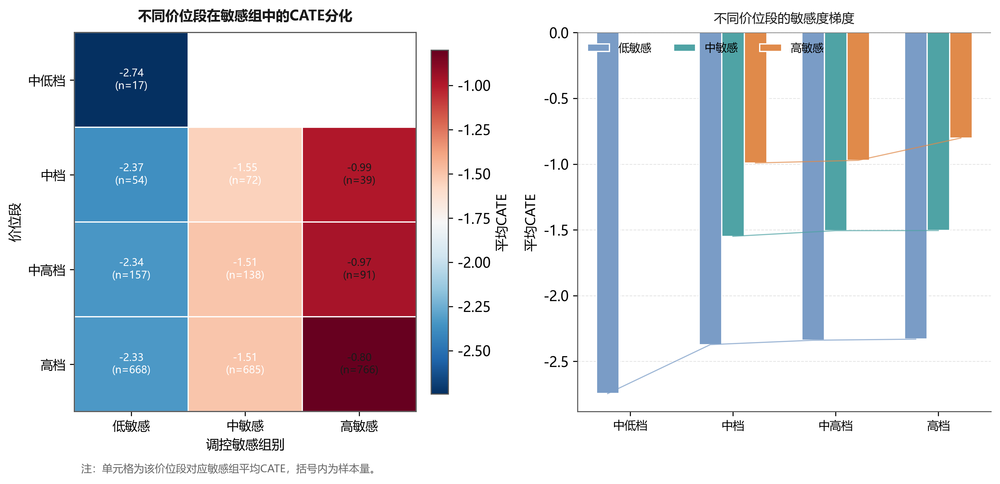 不同价位段在敏感组中的CATE分化
价位段
中低档
中档
中高档
高档
-2.74
(n=17)
-2.37
(n=54)
-1.55
(n=72)
-0.99
(n=39)
-2.34
(n=157)
-1.51
(n=138)
-0.97
(n=91)
-2.33
(n=668)
-1.51
(n=685)
-0.80
(n=766)
低敏感
中敏感
高敏感
调控敏感组别
-1.00
-1.25
-1.50
-1.75
-2.00
-2.25
-2.50
平均CATE
注：单元格为该价位段对应敏感组平均CATE，括号内为样本量。
不同价位段的敏感度梯度
平均CATE
0.0
-0.5
-1.0
-1.5
-2.0
-2.5
低敏感
中敏感
高敏感
中低档
中档
中高档
高档